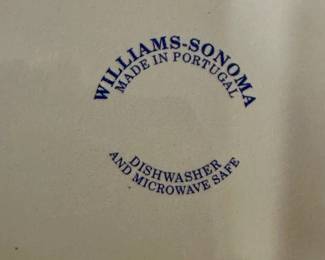 WILLIAMS-SONOMA
MADE IN PORTUGAL
DISHWASHER
AND MICROWAVE SAFE